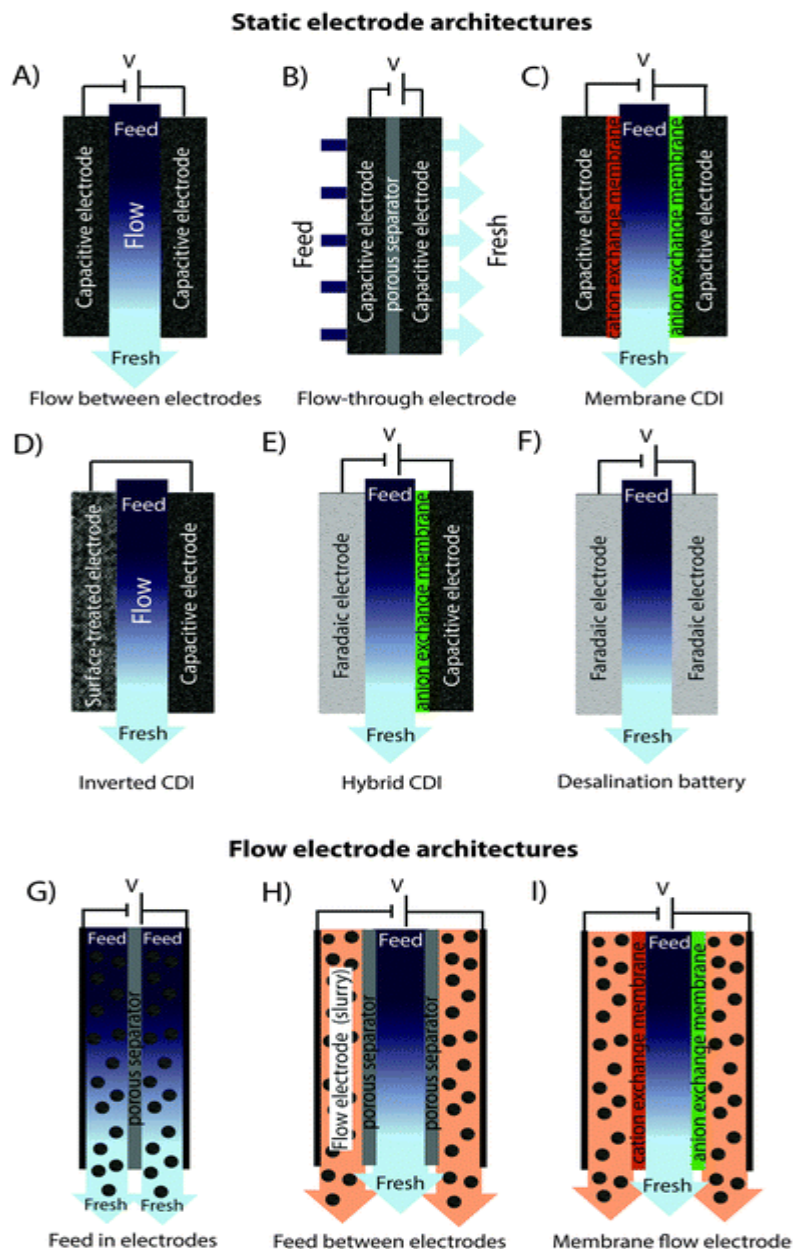 Static electrode architectures
A)
V
Feed
Capacitive electrode
Flow
Capacitive electrode
Fresh
Flow between electrodes
B)
V
Feed
Capacitive electrode
porous separator
Capacitive electrode
Fresh
Flow-through electrode
C)
V
Feed
Capacitive electrode
cation exchange membrane
anion exchange membrane
Capacitive electrode
Fresh
Membrane CDI
D)
Feed
Surface-treated electrode
Flow
Capacitive electrode
Fresh
Inverted CDI
E)
V
Feed
Faradaic electrode
anion exchange membrane
Capacitive electrode
Fresh
Hybrid CDI
F)
V
Feed
Faradaic electrode
Faradaic electrode
Fresh
Desalination battery
Flow electrode architectures
G)
V
Feed
Feed
porous separator
Fresh
Fresh
Feed in electrodes
H)
V
Feed
Flow electrode (slurry)
porous separator
porous separator
Fresh
Feed between electrodes
I)
V
Feed
cation exchange membrane
anion exchange membrane
Fresh
Membrane flow electrode